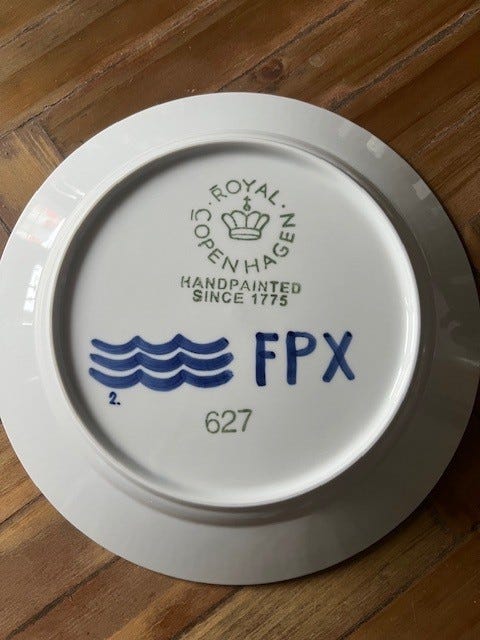 ROYAL
COPENHAGEN
HANDPAINTED
SINCE 1775
FPX
2.
627